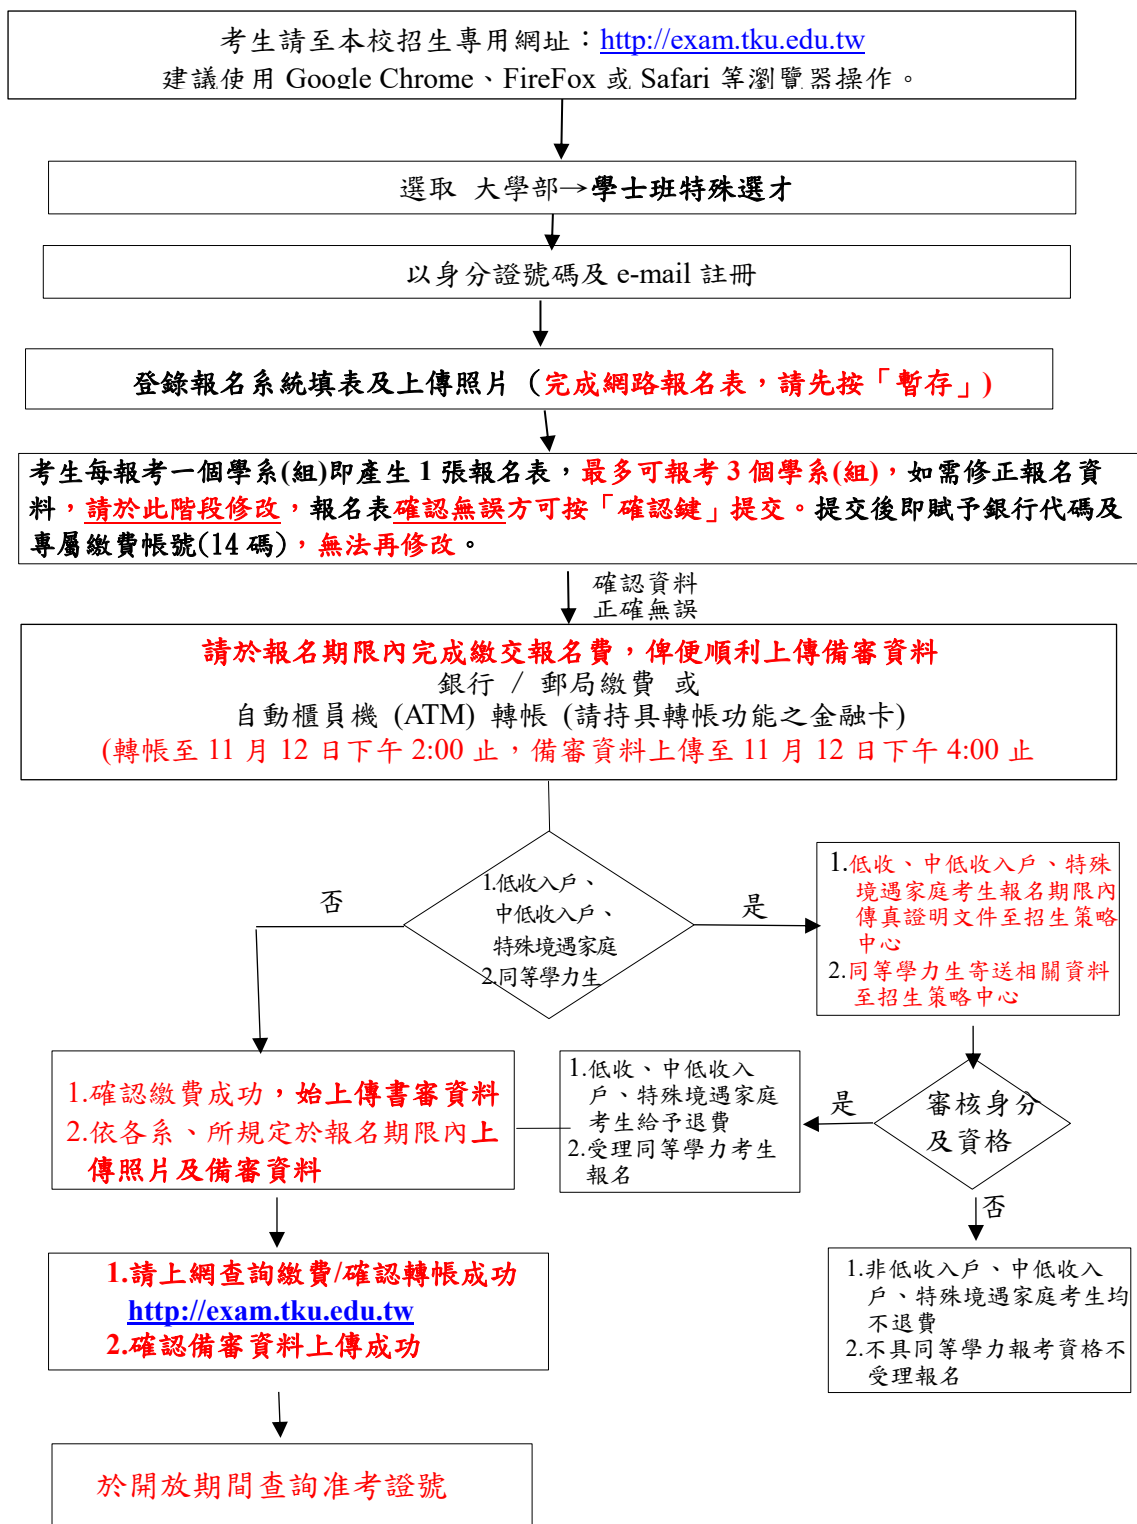 考生請至本校招生專用網址：http://exam.tku.edu.tw
建議使用 Google Chrome、FireFox 或 Safari 等瀏覽器操作。
選取 大學部→學士班特殊選才
以身分證號碼及 e-mail 註冊
登錄報名系統填表及上傳照片（完成網路報名表，請先按「暫存」)
考生每報考一個學系(組)即產生 1 張報名表，最多可報考 3 個學系(組)，如需修正報名資
料，請於此階段修改，報名表確認無誤方可按「確認鍵」提交。提交後即賦予銀行代碼及
專屬繳費帳號(14 碼)，無法再修改。
確認資料
正確無誤
請於報名期限內完成繳交報名費，俾便順利上傳備審資料
銀行 / 郵局繳費 或
自動櫃員機 (ATM) 轉帳 (請持具轉帳功能之金融卡)
(轉帳至 11 月 12 日下午 2:00 止，備審資料上傳至 11 月 12 日下午 4:00 止
1.低收入戶、
中低收入戶、
特殊境遇家庭
2.同等學力生
否
是
1.低收、中低收入戶、特殊
境遇家庭考生報名期限內
傳真證明文件至招生策略
中心
2.同等學力生寄送相關資料
至招生策略中心
審核身分
及資格
是
否
1.低收、中低收入
戶、特殊境遇家庭
考生給予退費
2.受理同等學力考生
報名
1.非低收入戶、中低收入
戶、特殊境遇家庭考生均
不退費
2.不具同等學力報考資格不
受理報名
1.確認繳費成功，始上傳書審資料
2.依各系、所規定於報名期限內上
傳照片及備審資料
1.請上網查詢繳費/確認轉帳成功
http://exam.tku.edu.tw
2.確認備審資料上傳成功
於開放期間查詢准考證號